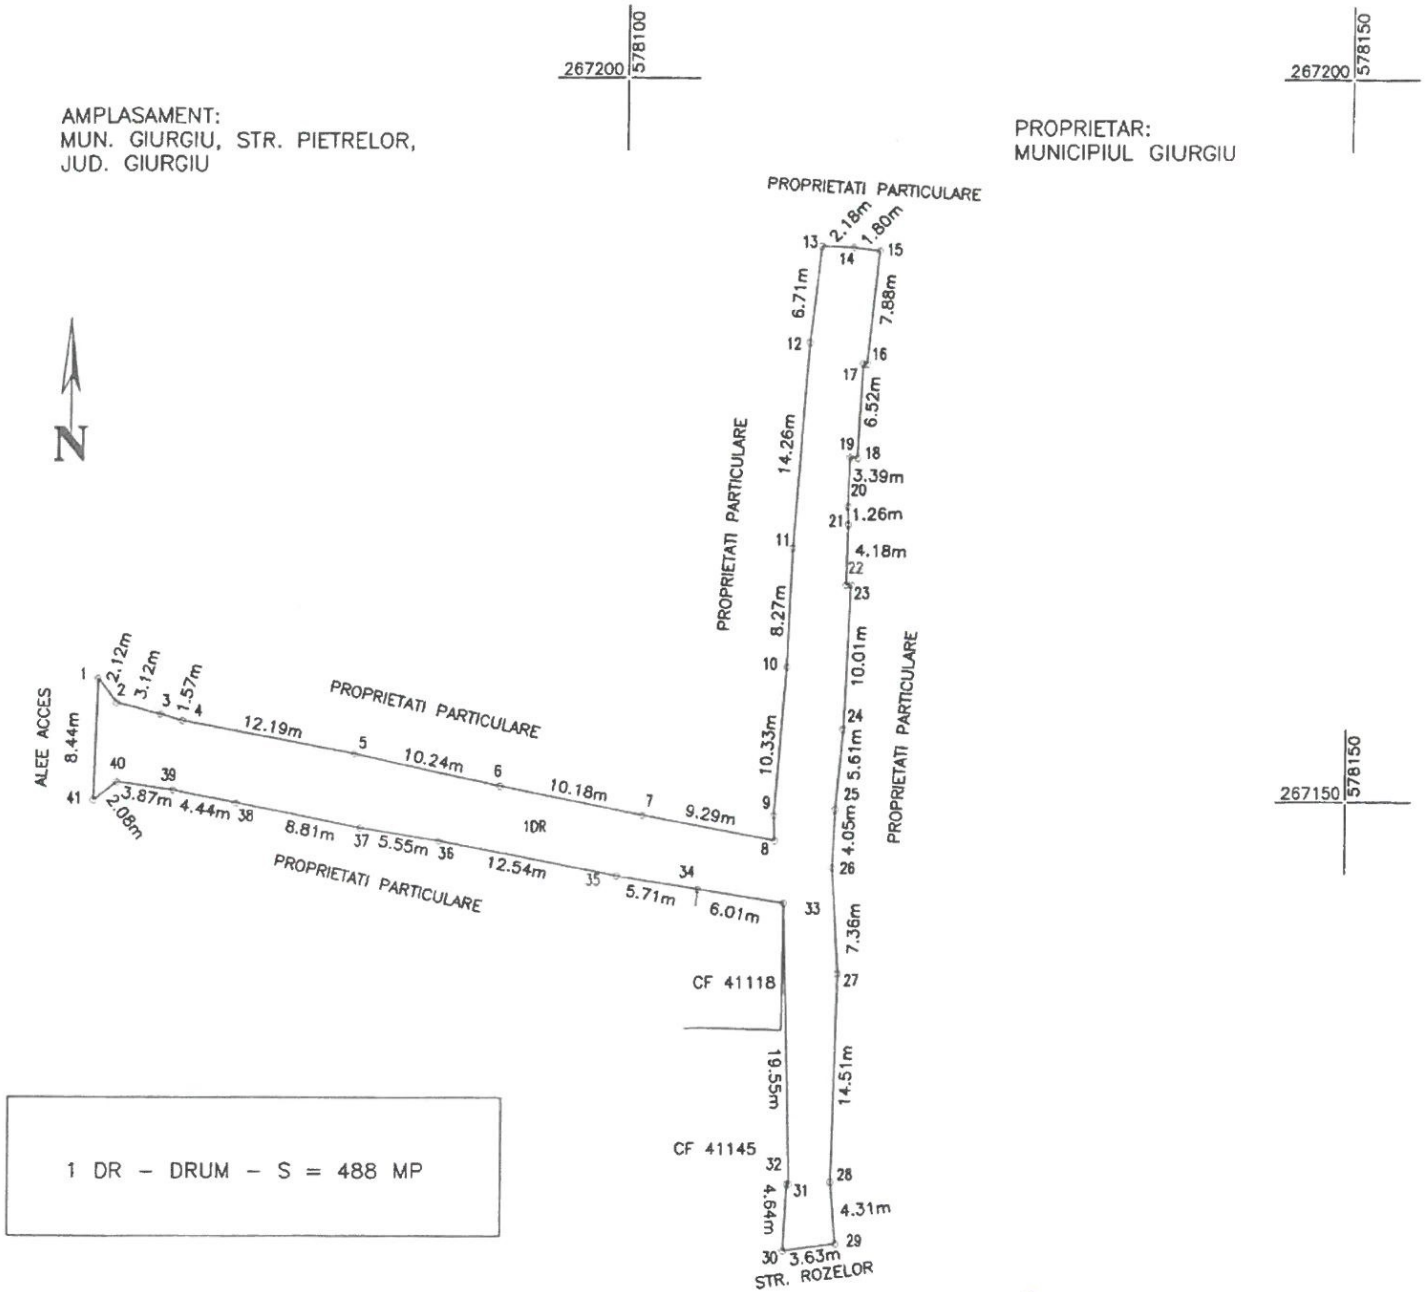 578100
267200
578150
267200
AMPLASAMENT:
MUN. GIURGIU, STR. PIETRELOR,
JUD. GIURGIU
PROPRIETAR:
MUNICIPIUL GIURGIU
PROPRIETATI PARTICULARE
13
2.18m
1.80m
14
15
6.71m
7.88m
12
16
17
6.52m
14.26m
PROPRIETATI PARTICULARE
19
18
3.39m
20
21
1.26m
11
4.18m
22
23
8.27m
10
10.01m
PROPRIETATI PARTICULARE
24
10.33m
5.61m
9
25
4.05m
8
26
N
1
2.12m
2
3.12m
3
1.57m
4
PROPRIETATI PARTICULARE
12.19m
5
10.24m
6
10.18m
7
9.29m
ALEE ACCES
8.44m
40
39
41
2.08m
3.87m
4.44m
38
8.81m
37
5.55m
36
1DR
12.54m
35
34
5.71m
6.01m
33
PROPRIETATI PARTICULARE
578150
267150
7.36m
27
CF 41118
19.55m
14.51m
CF 41145
32
31
28
4.64m
4.31m
29
30
3.63m
STR. ROZELOR
1 DR - DRUM - S = 488 MP